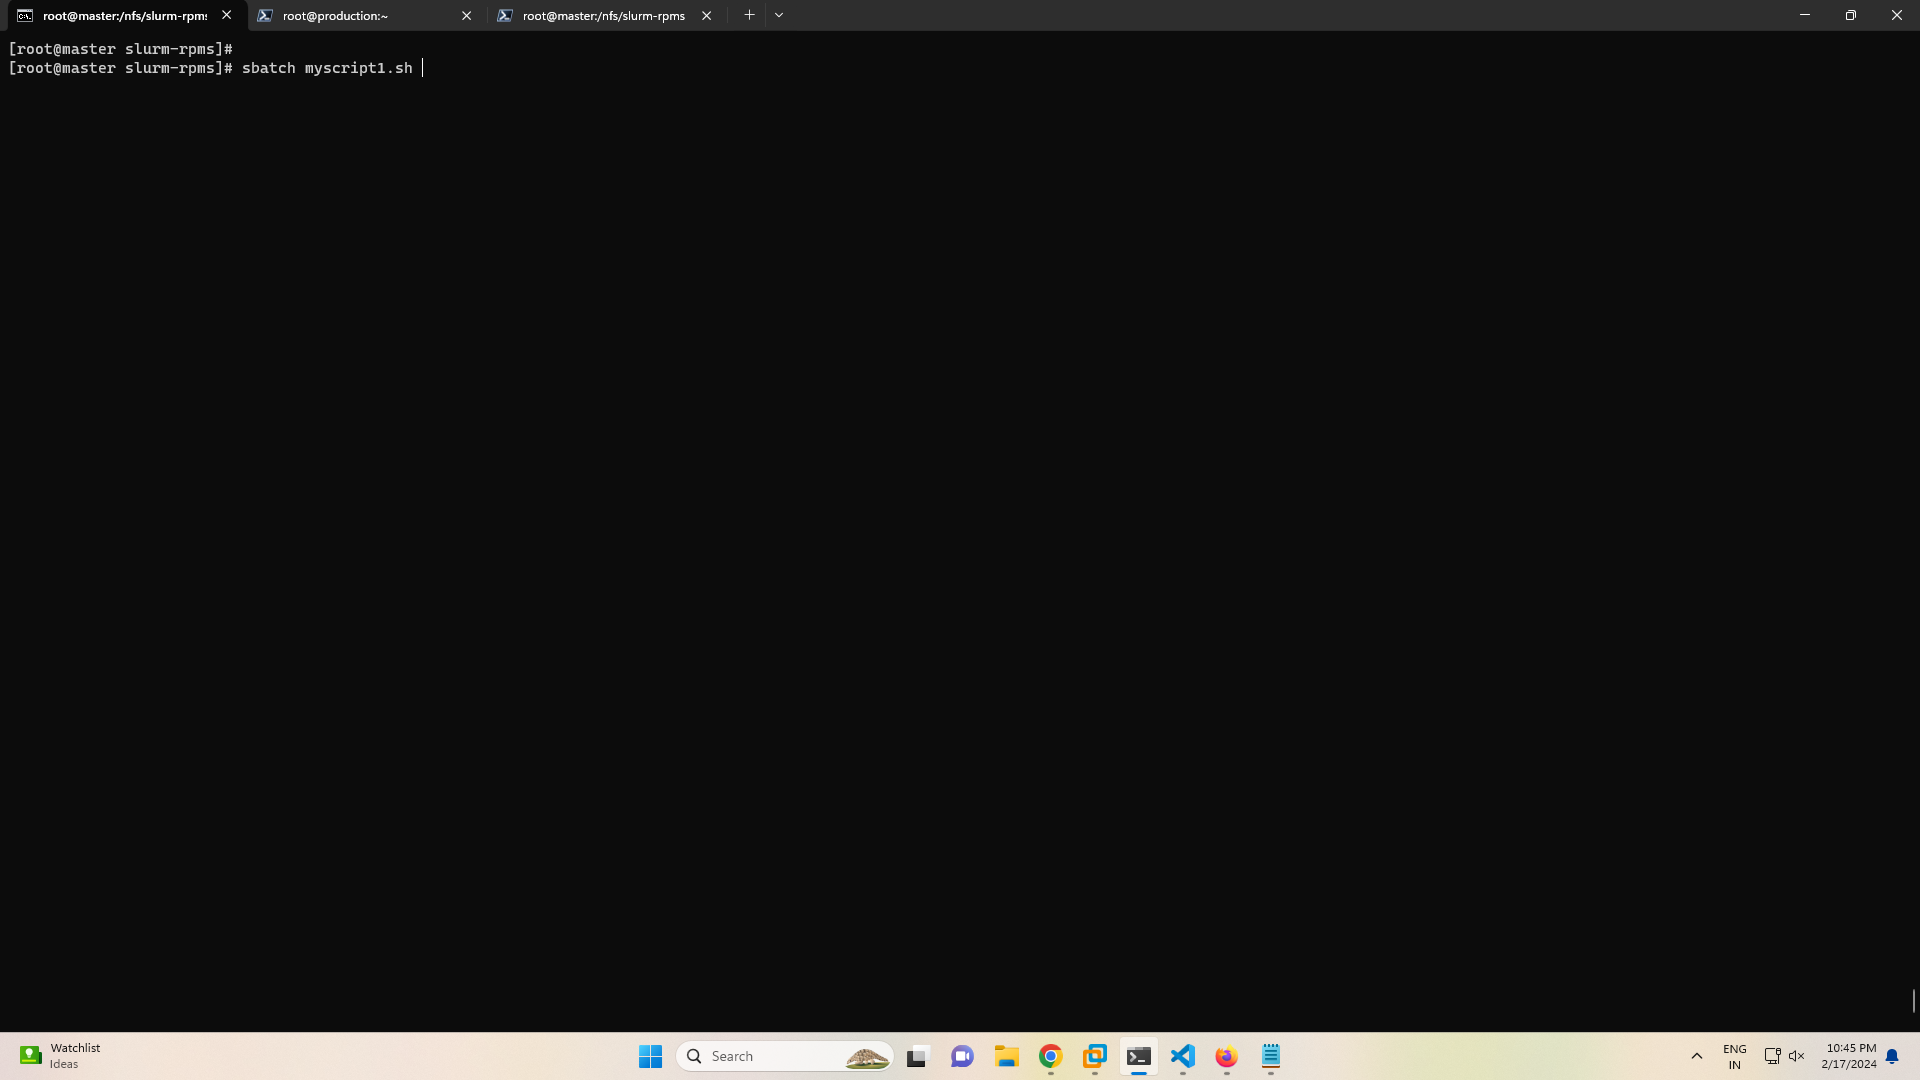 root@master:/nfs/slurm-rpms
root@production:~
root@master:/nfs/slurm-rpms
[root@master slurm-rpms]#
[root@master slurm-rpms]# sbatch myscript1.sh
Watchlist
Ideas
Search
ENG
IN
10:45 PM
2/17/2024